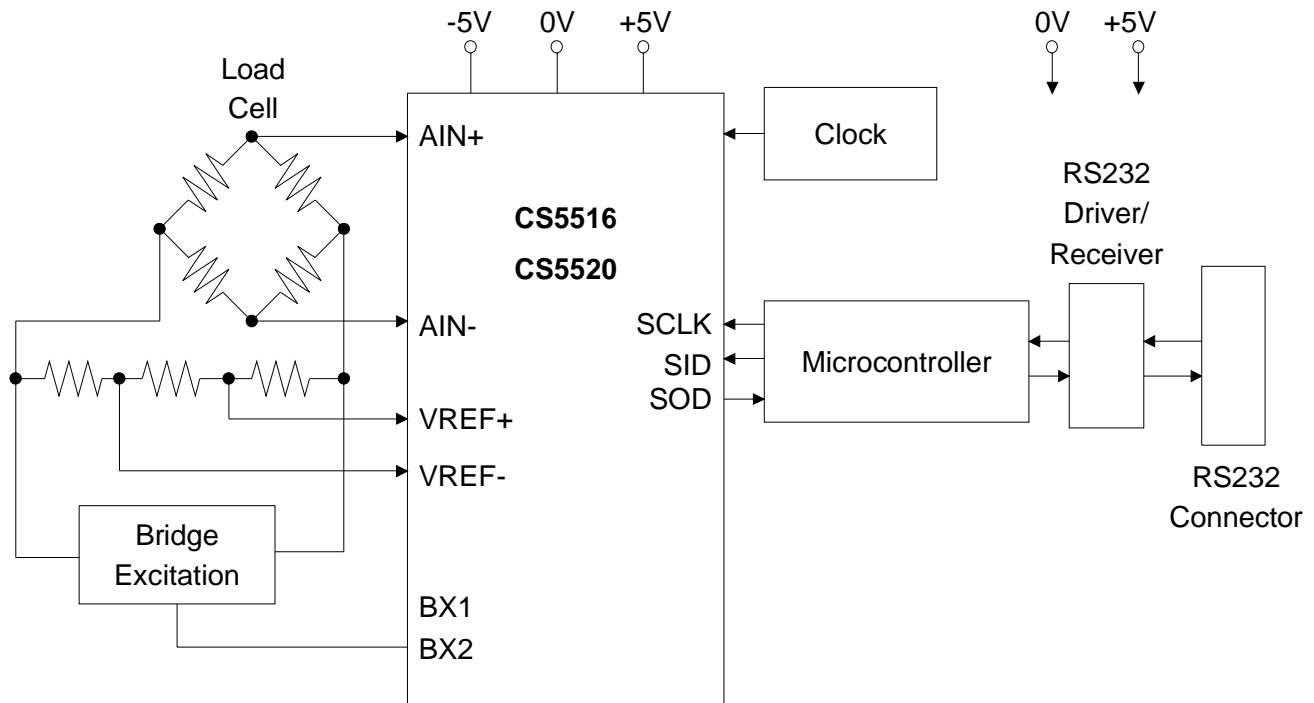 -5V
0V
+5V
0V
+5V
Load
Cell
AIN+
Clock
CS5516
CS5520
RS232
Driver/
Receiver
AIN-
SCLK
SID
SOD
Microcontroller
VREF+
VREF-
RS232
Connector
Bridge
Excitation
BX1
BX2